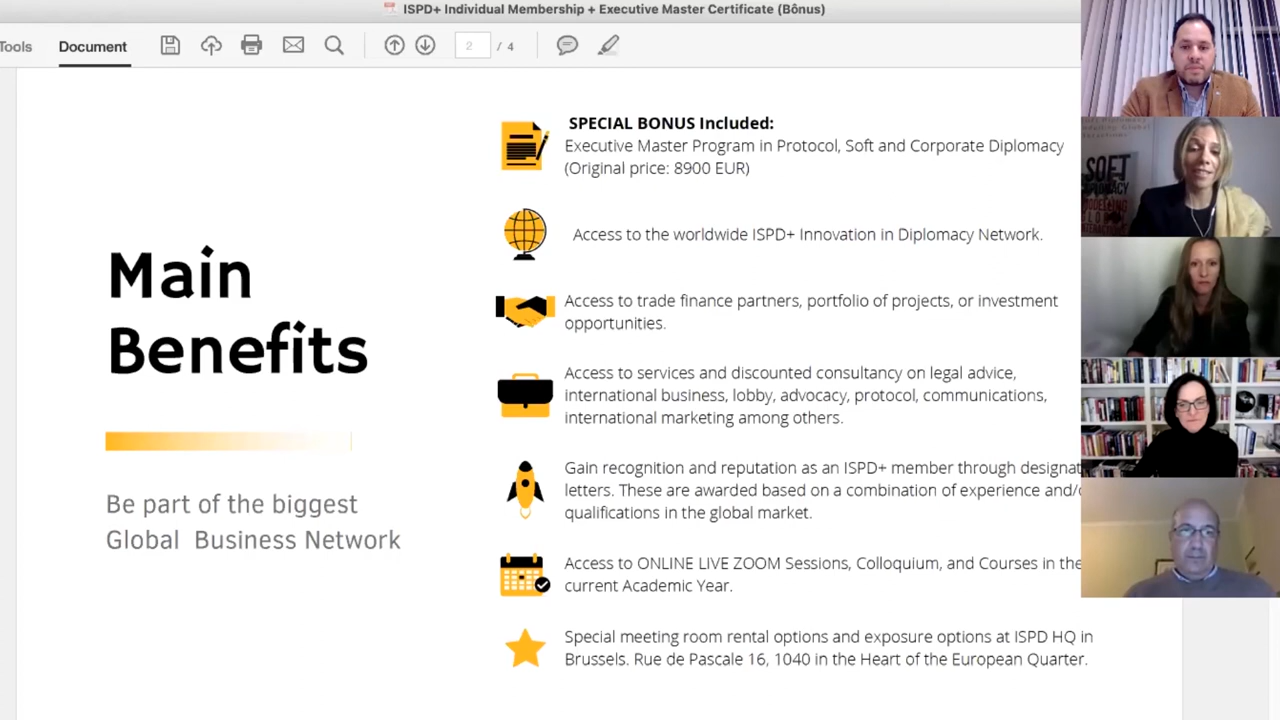 ISPD+ Individual Membership + Executive Master Certificate (Bônus)
Tools
Document
2 / 4
Main
Benefits
Be part of the biggest
Global Business Network
SPECIAL BONUS Included:
Executive Master Program in Protocol, Soft and Corporate Diplomacy
(Original price: 8900 EUR)
Access to the worldwide ISPD+ Innovation in Diplomacy Network.
Access to trade finance partners, portfolio of projects, or investment
opportunities.
Access to services and discounted consultancy on legal advice,
international business, lobby, advocacy, protocol, communications,
international marketing among others.
Gain recognition and reputation as an ISPD+ member through designat
letters. These are awarded based on a combination of experience and/
qualifications in the global market.
Access to ONLINE LIVE ZOOM Sessions, Colloquium, and Courses in the
current Academic Year.
Special meeting room rental options and exposure options at ISPD HQ in
Brussels. Rue de Pascale 16, 1040 in the Heart of the European Quarter.
SOFT